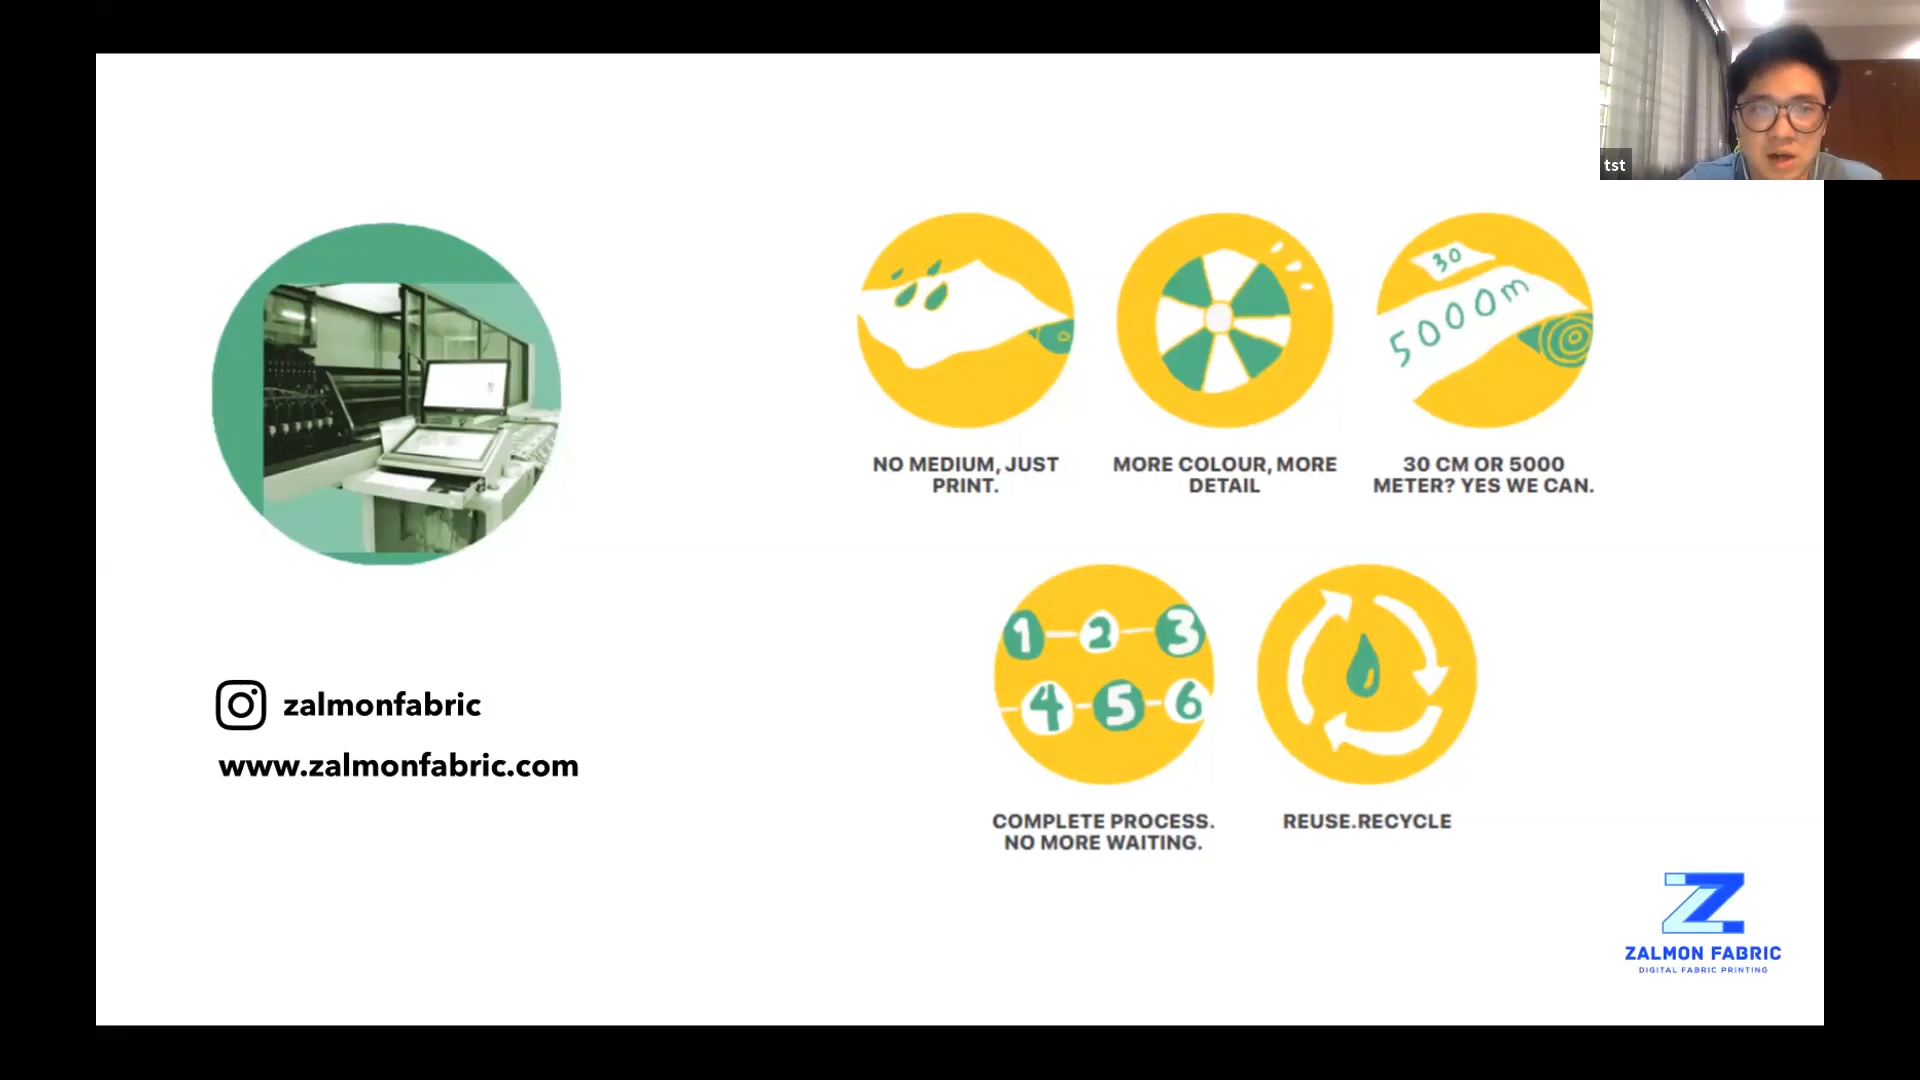 tst
30
5000m
NO MEDIUM, JUST
PRINT.
MORE COLOUR, MORE
DETAIL
30 CM OR 5000
METER? YES WE CAN.
1 2 3
4 5 6
COMPLETE PROCESS.
NO MORE WAITING.
REUSE.RECYCLE
zalmonfabric
www.zalmonfabric.com
ZALMON FABRIC
DIGITAL FABRIC PRINTING